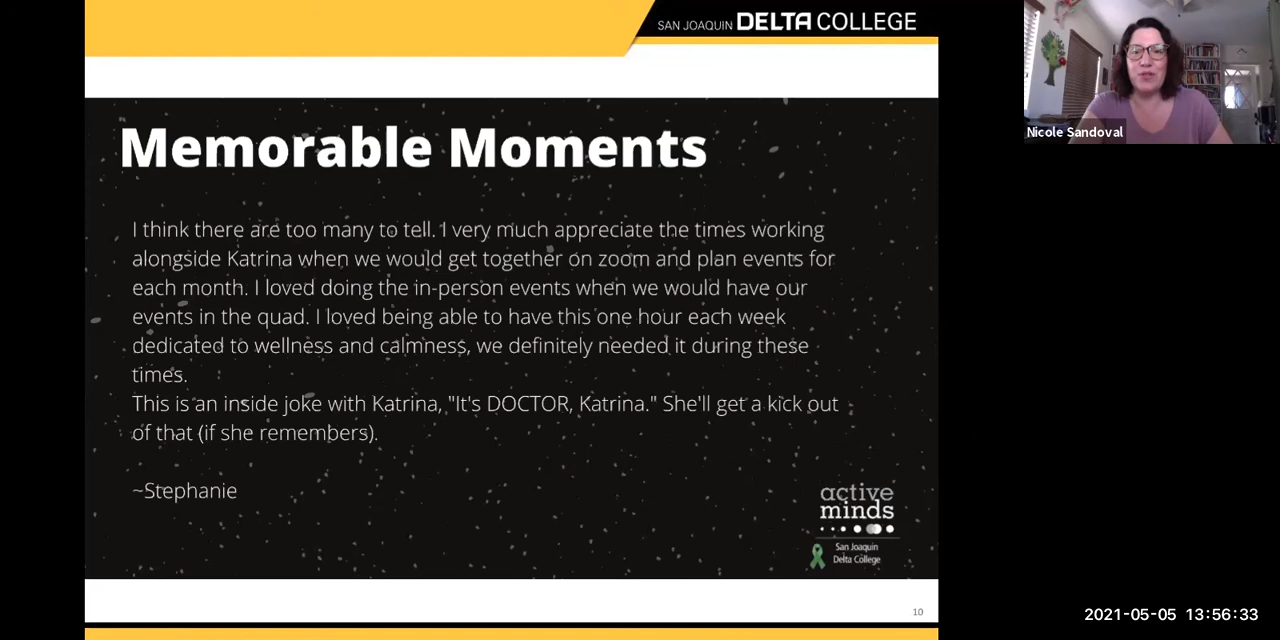 SAN JOAQUIN DELTA COLLEGE
Nicole Sandoval
Memorable Moments
I think there are too many to tell. I very much appreciate the times working
alongside Katrina when we would get together on zoom and plan events for
each month. I loved doing the in-person events when we would have our
events in the quad. I loved being able to have this one hour each week
dedicated to wellness and calmness, we definitely needed it during these
times.
This is an inside joke with Katrina, "It's DOCTOR, Katrina." She'll get a kick out
of that (if she remembers).
~Stephanie
active
minds
San Joaquin
Delta College
10
2021-05-05 13:56:33